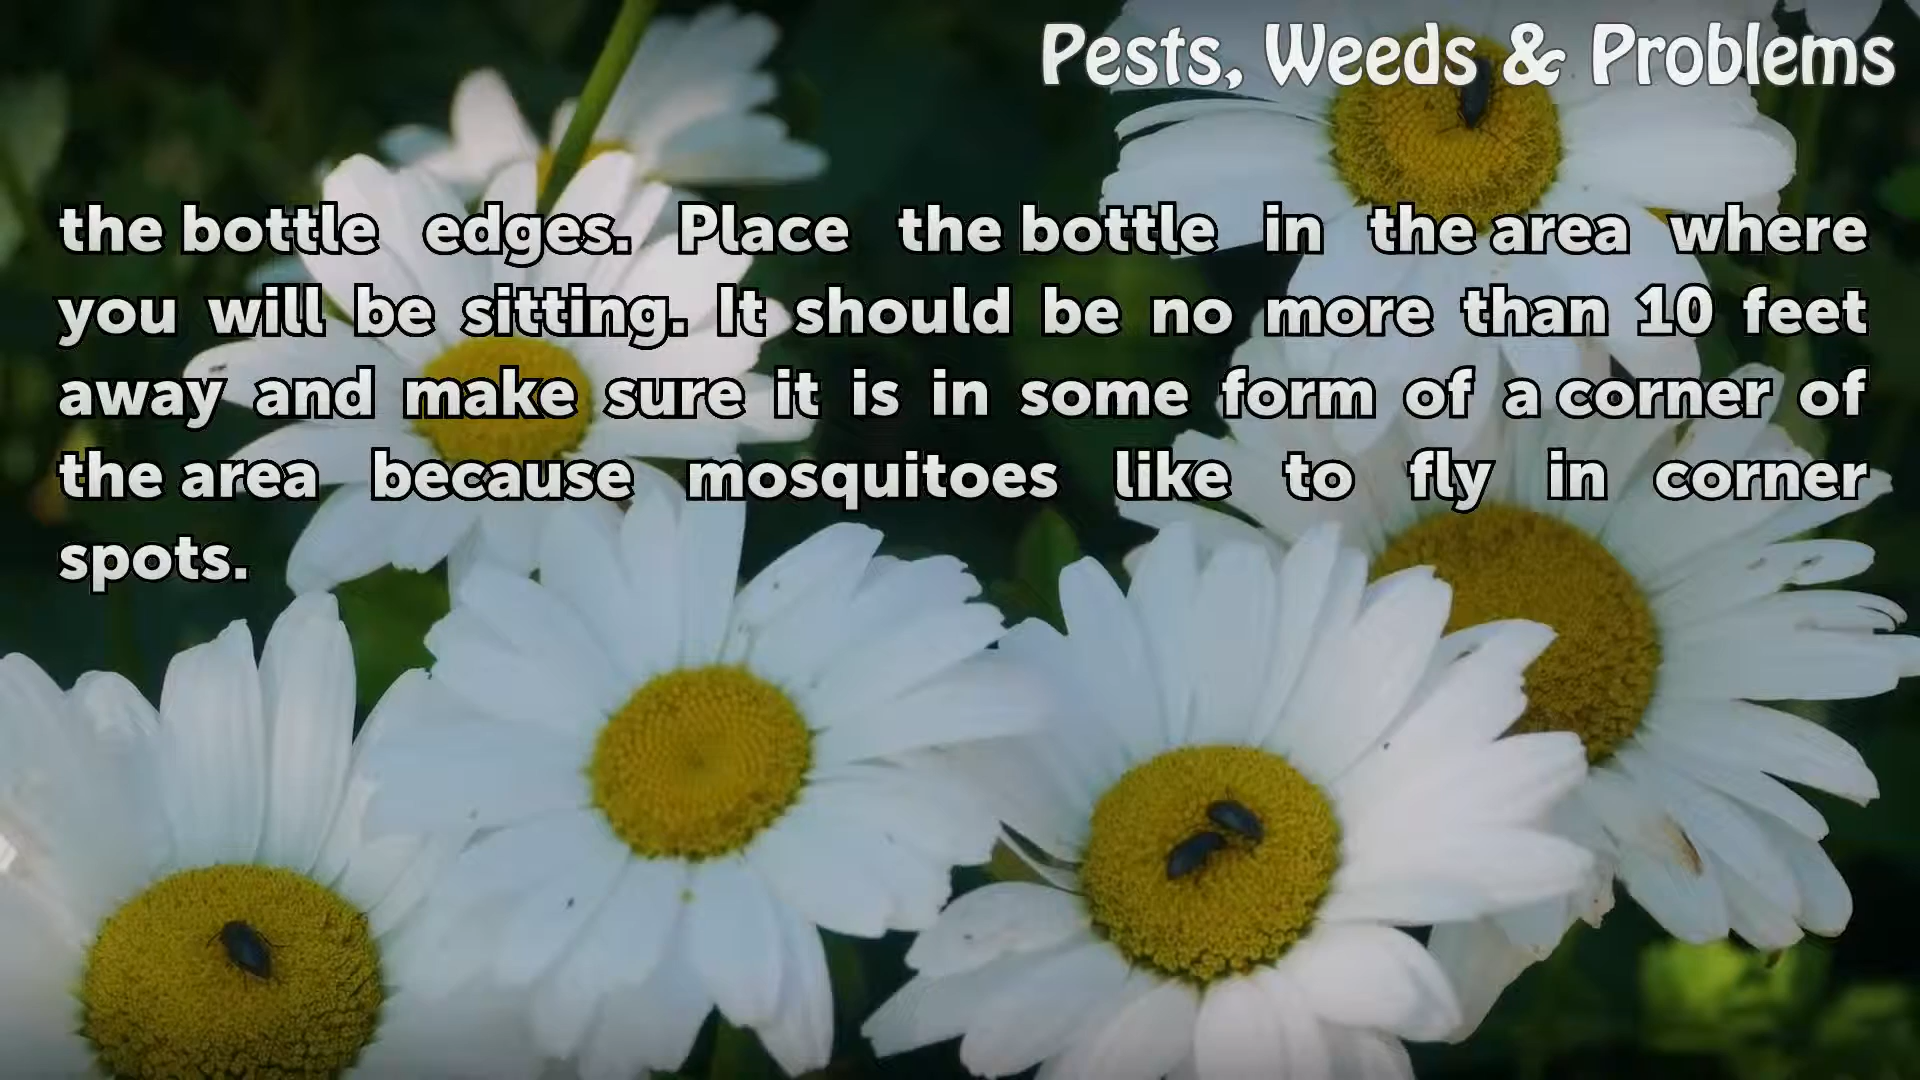 Pests, Weeds & Problems
the bottle edges. Place the bottle in the area where
you will be sitting. It should be no more than 10 feet
away and make sure it is in some form of a corner of
the area because mosquitoes like to fly in corner
spots.